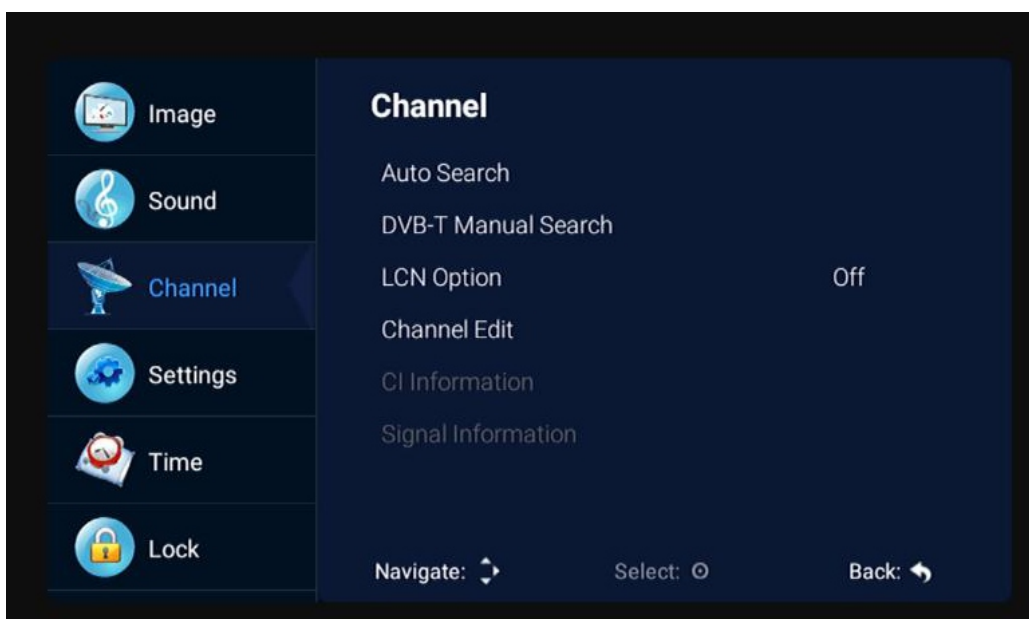 Image
Sound
Channel
Settings
Time
Lock
Channel
Auto Search
DVB-T Manual Search
LCN Option Off
Channel Edit
CI Information
Signal Information
Navigate: Select: Back: